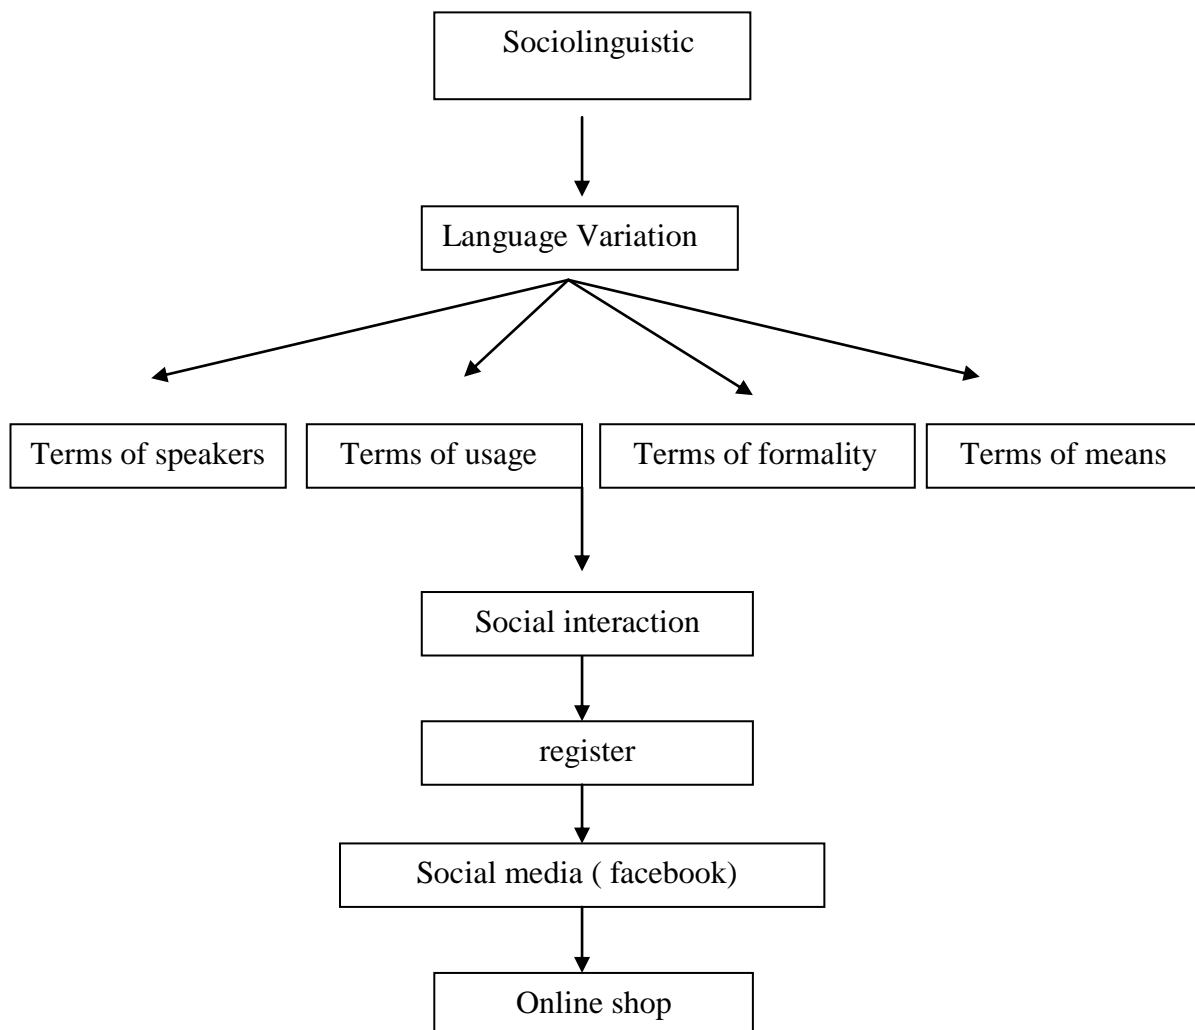 Sociolinguistic
Language Variation
Terms of speakers
Terms of usage
Terms of formality
Terms of means
Social interaction
register
Social media ( facebook)
Online shop